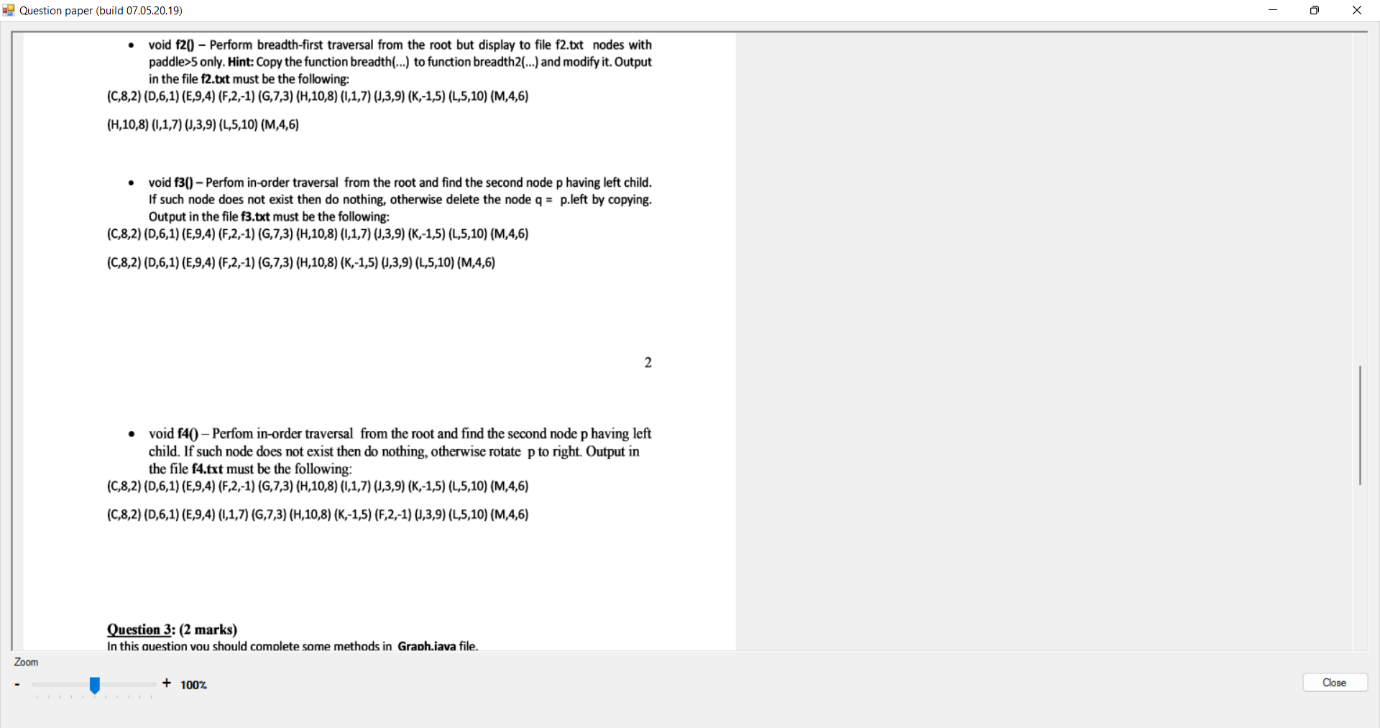 Question paper (build 07.05.20.19)
• void f2() – Perform breadth-first traversal from the root but display to file f2.txt nodes with
paddle>5 only. Hint: Copy the function breadth(...) to function breadth2(...) and modify it. Output
in the file f2.txt must be the following:
(C,8,2) (D,6,1) (E,9,4) (F,2,-1) (G,7,3) (H,10,8) (I,1,7) (J,3,9) (K,-1,5) (L,5,10) (M,4,6)
(H,10,8) (I,1,7) (J,3,9) (L,5,10) (M,4,6)
• void f3() – Perfom in-order traversal from the root and find the second node p having left child.
If such node does not exist then do nothing, otherwise delete the node q = p.left by copying.
Output in the file f3.txt must be the following:
(C,8,2) (D,6,1) (E,9,4) (F,2,-1) (G,7,3) (H,10,8) (I,1,7) (J,3,9) (K,-1,5) (L,5,10) (M,4,6)
(C,8,2) (D,6,1) (E,9,4) (F,2,-1) (G,7,3) (H,10,8) (K,-1,5) (J,3,9) (L,5,10) (M,4,6)
2
• void f4() – Perfom in-order traversal from the root and find the second node p having left
child. If such node does not exist then do nothing, otherwise rotate p to right. Output in
the file f4.txt must be the following:
(C,8,2) (D,6,1) (E,9,4) (F,2,-1) (G,7,3) (H,10,8) (I,1,7) (J,3,9) (K,-1,5) (L,5,10) (M,4,6)
(C,8,2) (D,6,1) (E,9,4) (I,1,7) (G,7,3) (H,10,8) (K,-1,5) (F,2,-1) (J,3,9) (L,5,10) (M,4,6)
Question 3: (2 marks)
In this question you should complete some methods in Graph.java file.
Zoom
- + 100%
Close